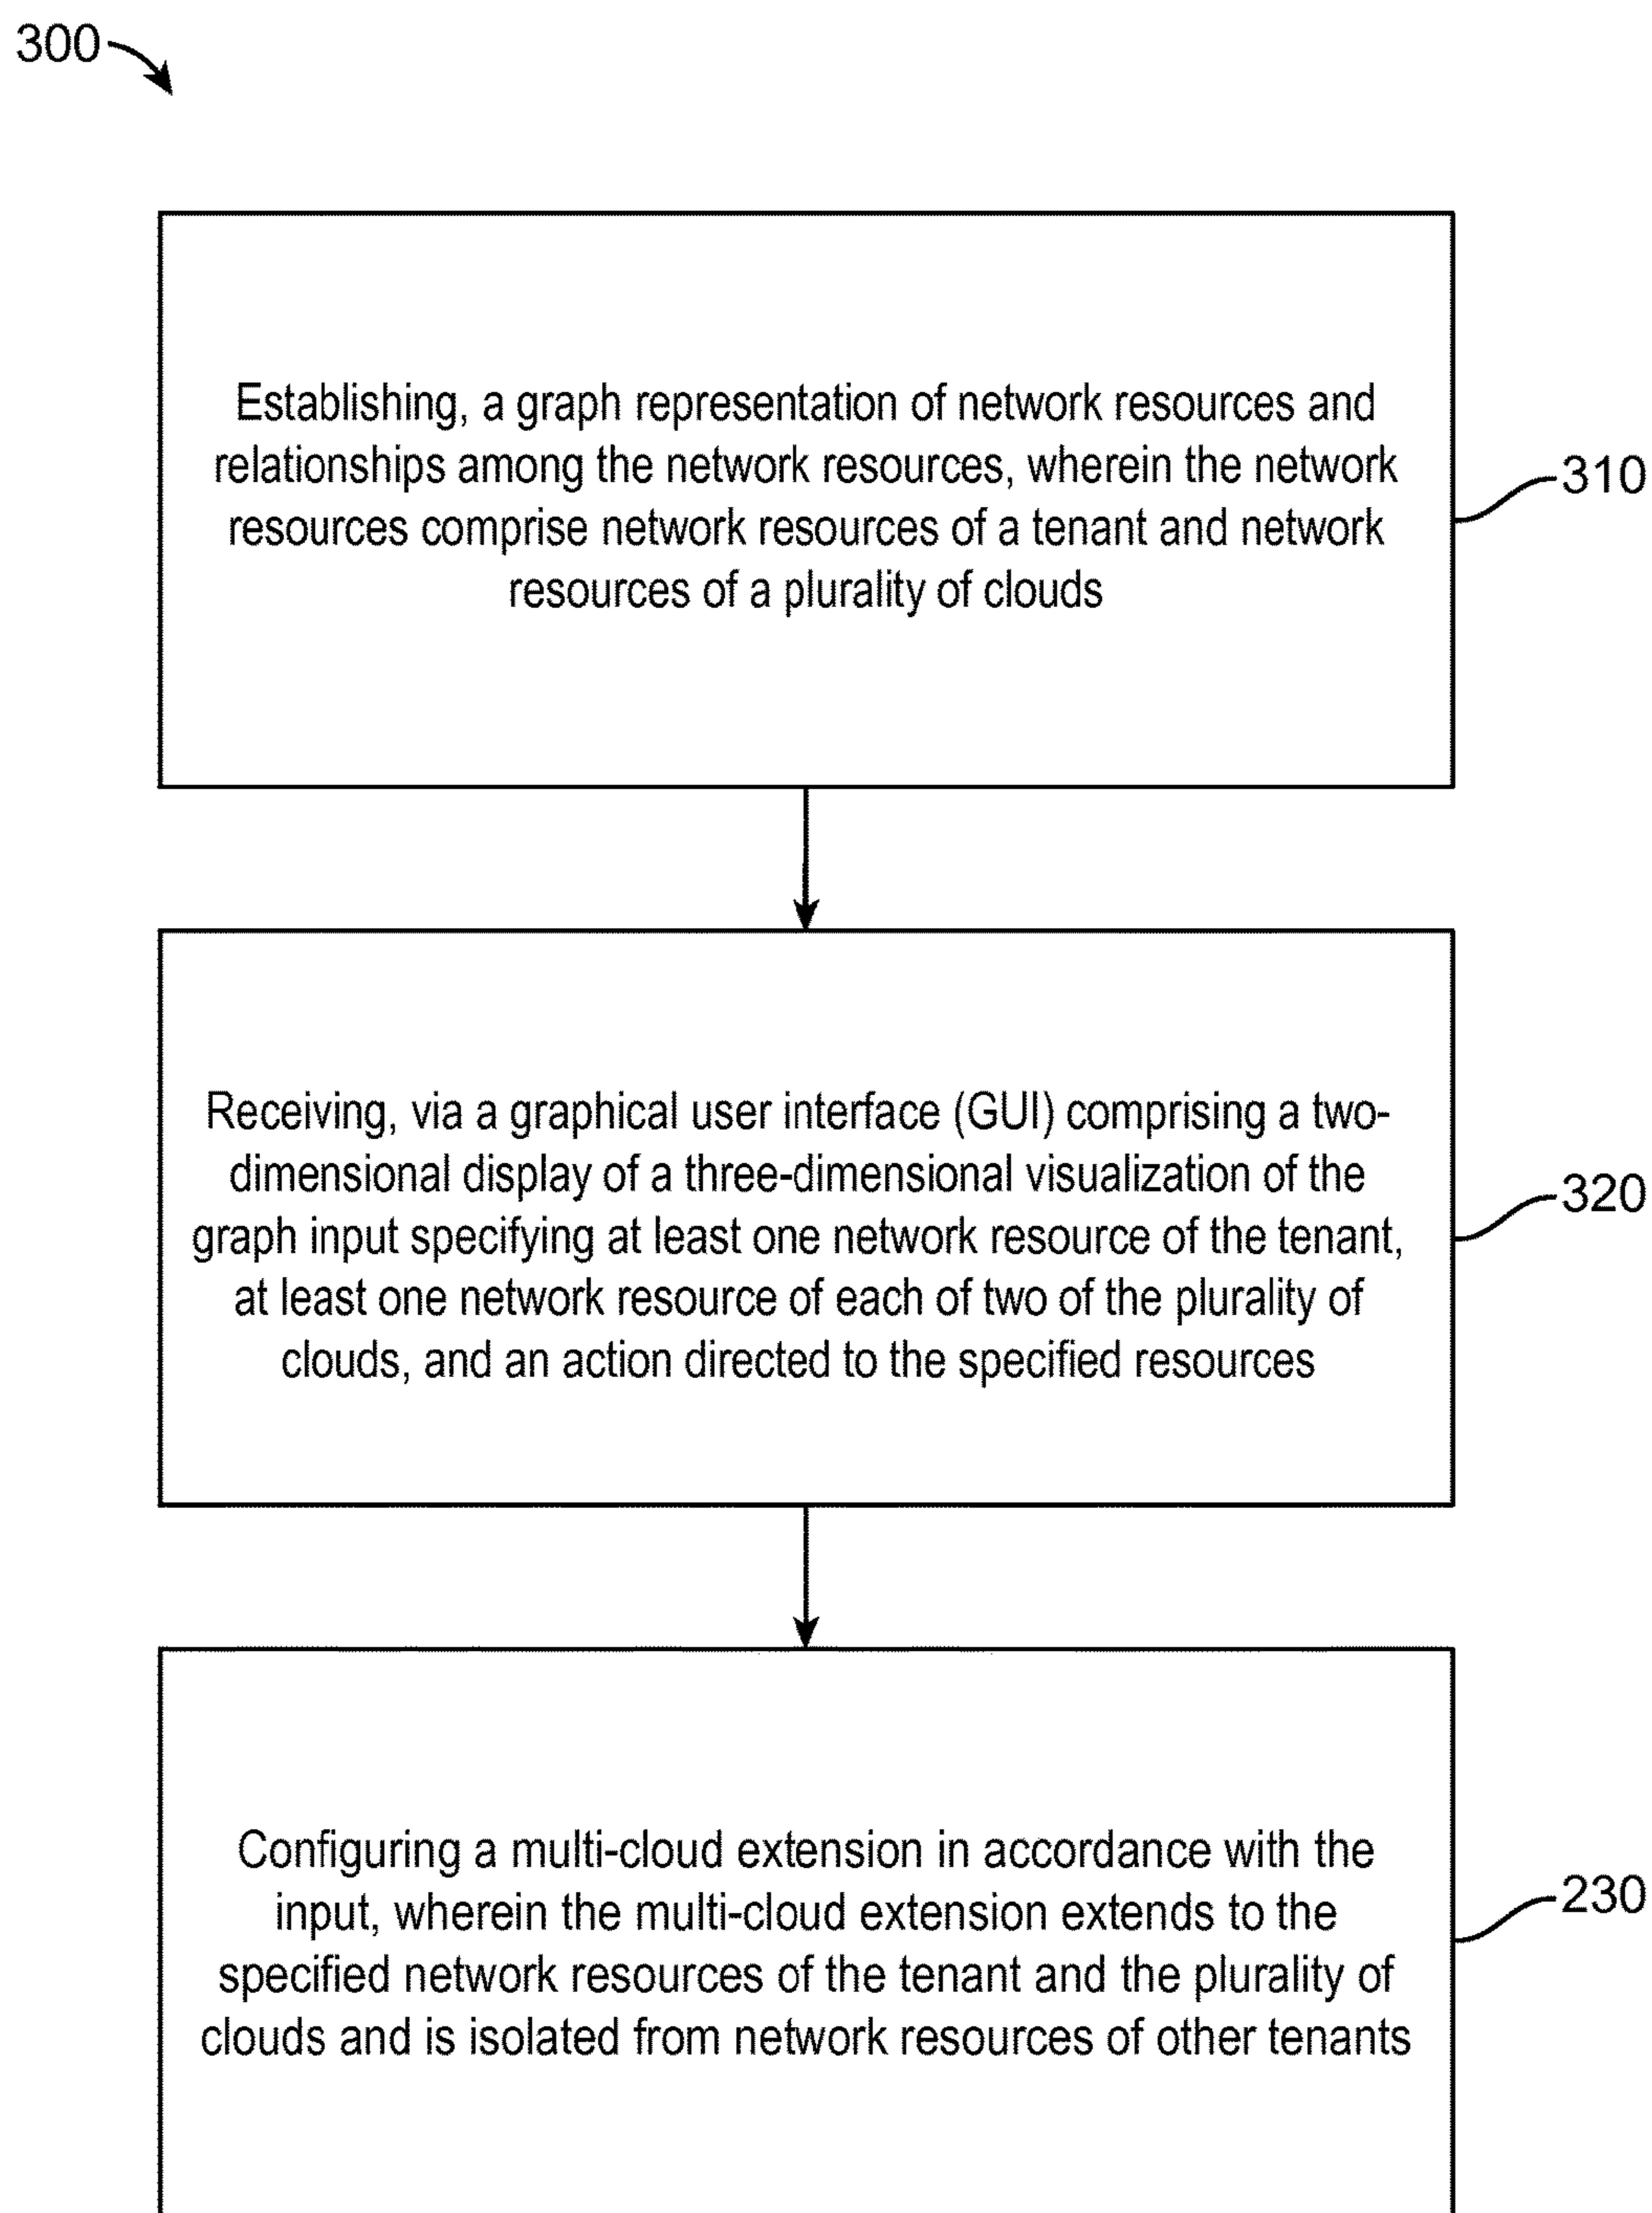 300
Establishing, a graph representation of network resources and
relationships among the network resources, wherein the network
resources comprise network resources of a tenant and network
resources of a plurality of clouds
310
Receiving, via a graphical user interface (GUI) comprising a two-
dimensional display of a three-dimensional visualization of the
graph input specifying at least one network resource of the tenant,
at least one network resource of each of two of the plurality of
clouds, and an action directed to the specified resources
320
Configuring a multi-cloud extension in accordance with the
input, wherein the multi-cloud extension extends to the
specified network resources of the tenant and the plurality of
clouds and is isolated from network resources of other tenants
230